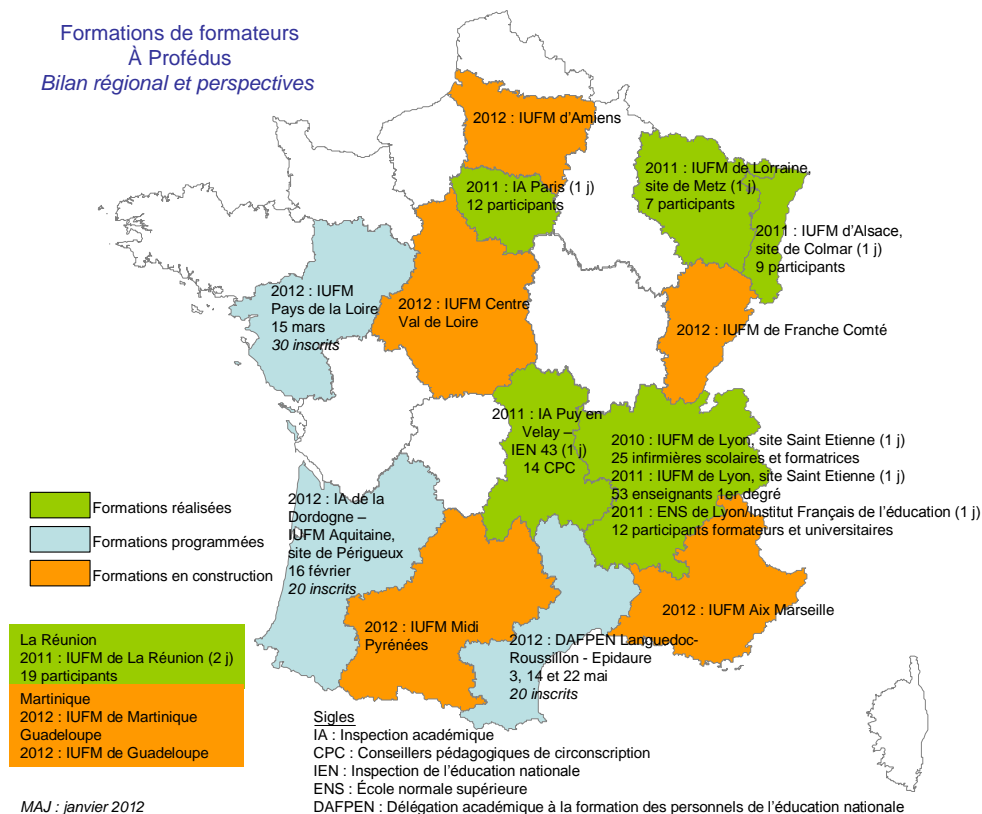 Formations de formateurs
À Profédus
Bilan régional et perspectives
2012 : IUFM d'Amiens
2011 : IA Paris (1 j)
12 participants
2011 : IUFM de Lorraine,
site de Metz (1 j)
7 participants
2011 : IUFM d'Alsace,
site de Colmar (1 j)
9 participants
2012 : IUFM
Pays de la Loire
15 mars
30 inscrits
2012 : IUFM Centre
Val de Loire
2012 : IUFM de Franche Comté
2011 : IA Puy en
Velay –
IEN 43 (1 j)
14 CPC
2010 : IUFM de Lyon, site Saint Etienne (1 j)
25 infirmières scolaires et formatrices
2011 : IUFM de Lyon, site Saint Etienne (1 j)
53 enseignants 1er degré
2011 : ENS de Lyon/Institut Français de l'éducation (1 j)
12 participants formateurs et universitaires
Formations réalisées
Formations programmées
Formations en construction
2012 : IA de la
Dordogne –
IUFM Aquitaine,
site de Périgueux
16 février
20 inscrits
2012 : IUFM Midi
Pyrénées
2012 : DAFPEN Languedoc-
Roussillon - Epidaure
3, 14 et 22 mai
20 inscrits
2012 : IUFM Aix Marseille
La Réunion
2011 : IUFM de La Réunion (2 j)
19 participants
Martinique
2012 : IUFM de Martinique
Guadeloupe
2012 : IUFM de Guadeloupe
Sigles
IA : Inspection académique
CPC : Conseillers pédagogiques de circonscription
IEN : Inspection de l'éducation nationale
ENS : École normale supérieure
DAFPEN : Délégation académique à la formation des personnels de l'éducation nationale
MAJ : janvier 2012